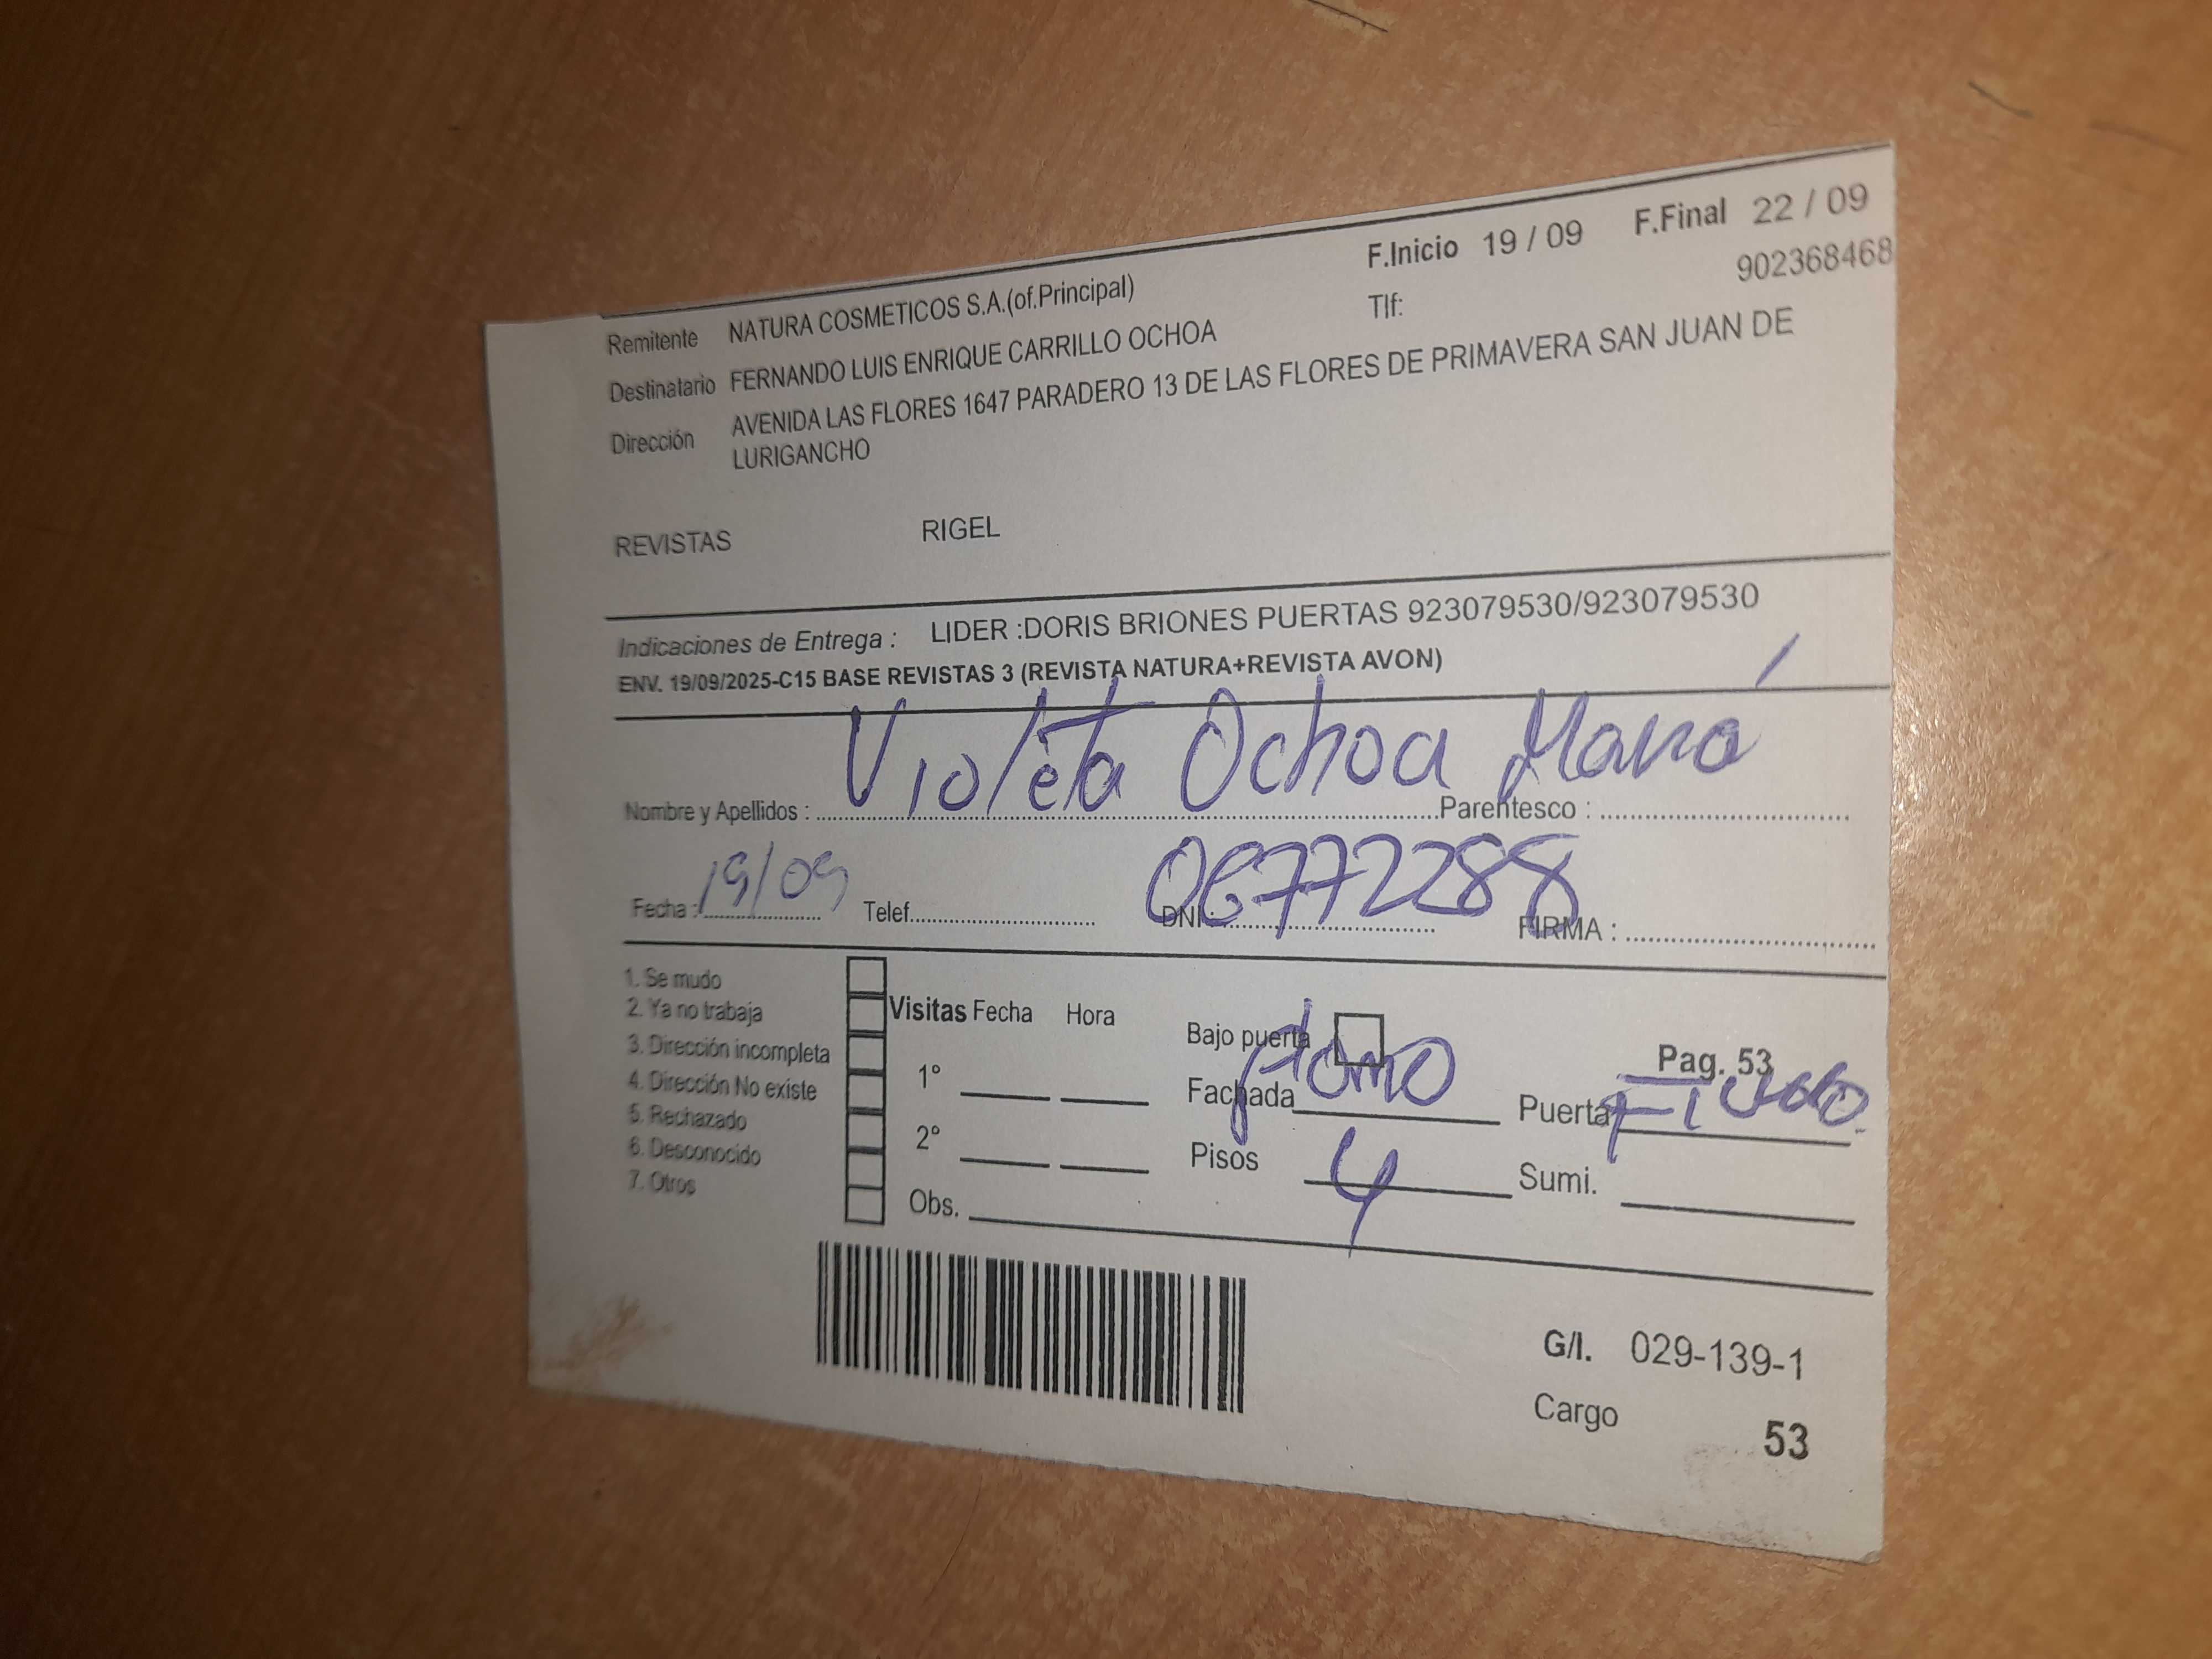 F.Inicio 19 / 09 F.Final 22 / 09
Remitente NATURA COSMETICOS S.A.(of.Principal) Tlf: 902368468
Destinatario FERNANDO LUIS ENRIQUE CARRILLO OCHOA
Dirección AVENIDA LAS FLORES 1647 PARADERO 13 DE LAS FLORES DE PRIMAVERA SAN JUAN DE
LURIGANCHO
REVISTAS RIGEL
Indicaciones de Entrega : LIDER :DORIS BRIONES PUERTAS 923079530/923079530
ENV. 19/09/2025-C15 BASE REVISTAS 3 (REVISTA NATURA+REVISTA AVON)
Nombre y Apellidos : Violeta Ochoa Parentesco :
Fecha : 19/09 Telef. DNI : 06772288 FIRMA :
1. Se mudo
2. Ya no trabaja
3. Dirección incompleta
4. Dirección No existe
5. Rechazado
6. Desconocido
7. Otros
Visitas Fecha Hora
1°
2°
Obs.
Bajo puerta
Fachada
Pisos 4
Pag. 53
Puerta
Sumi.
G/I. 029-139-1
Cargo 53